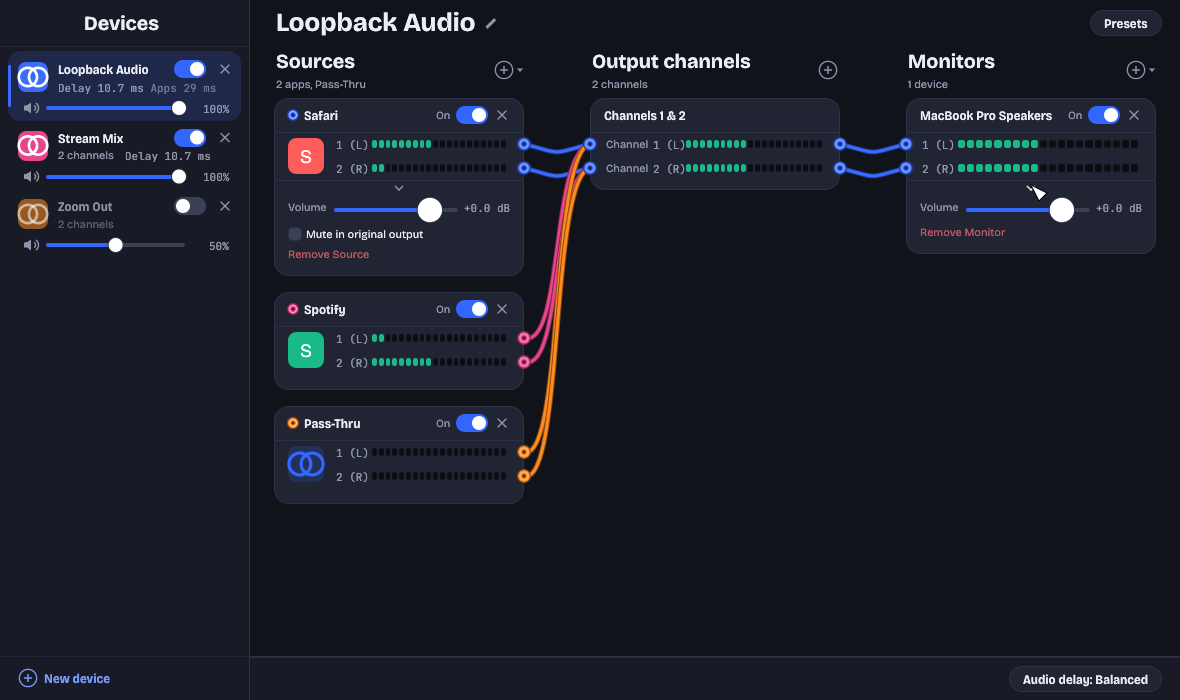 Devices
Loopback Audio
Delay 10.7 ms Apps 29 ms
100%
Stream Mix
2 channels Delay 10.7 ms
100%
Zoom Out
2 channels
50%
New device
Loopback Audio
Presets
Sources
2 apps, Pass-Thru
Safari On
S
1 (L)
2 (R)
Volume +0.0 dB
Mute in original output
Remove Source
Spotify On
S
1 (L)
2 (R)
Pass-Thru On
1 (L)
2 (R)
Output channels
2 channels
Channels 1 & 2
Channel 1 (L)
Channel 2 (R)
Monitors
1 device
MacBook Pro Speakers On
1 (L)
2 (R)
Volume +0.0 dB
Remove Monitor
Audio delay: Balanced